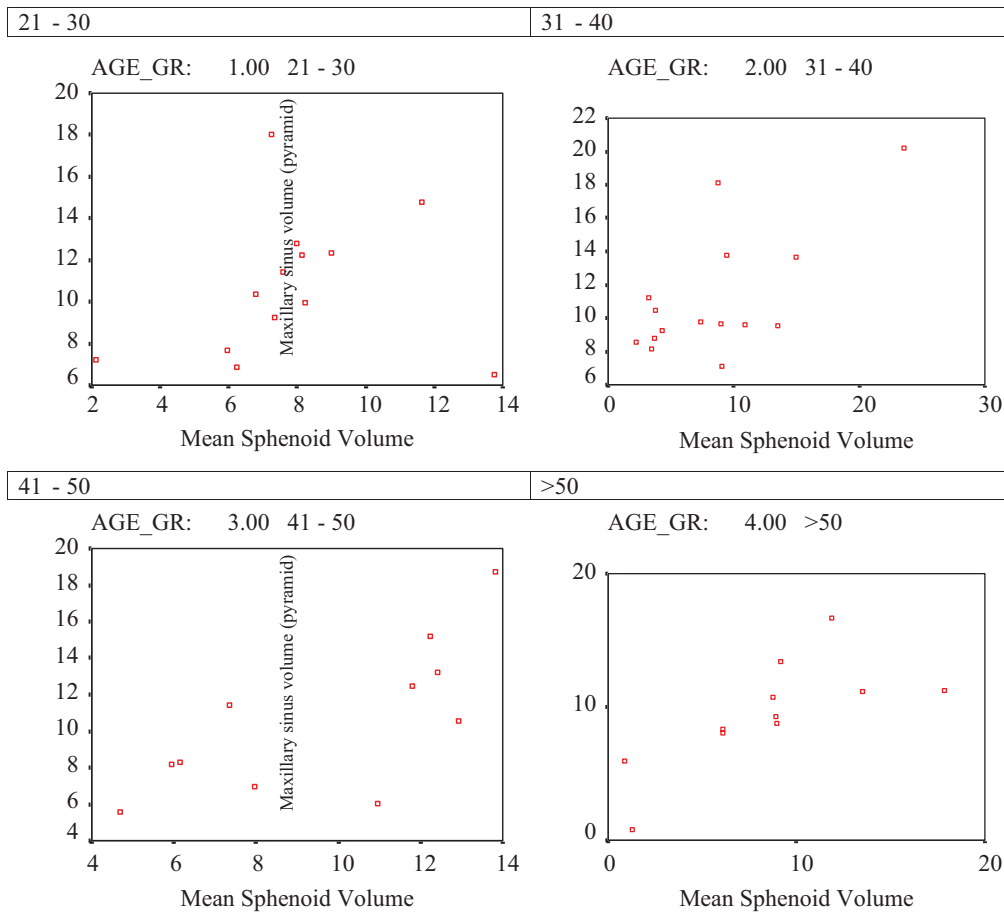 21 - 30
31 - 40
AGE_GR: 1.00 21 - 30
AGE_GR: 2.00 31 - 40
20
18
16
14
12
10
8
6
Maxillary sinus volume (pyramid)
2 4 6 8 10 12 14
Mean Sphenoid Volume
22
20
18
16
14
12
10
8
6
0 10 20 30
Mean Sphenoid Volume
41 - 50
>50
AGE_GR: 3.00 41 - 50
AGE_GR: 4.00 >50
20
18
16
14
12
10
8
6
4
Maxillary sinus volume (pyramid)
4 6 8 10 12 14
Mean Sphenoid Volume
20
10
0
0 10 20
Mean Sphenoid Volume